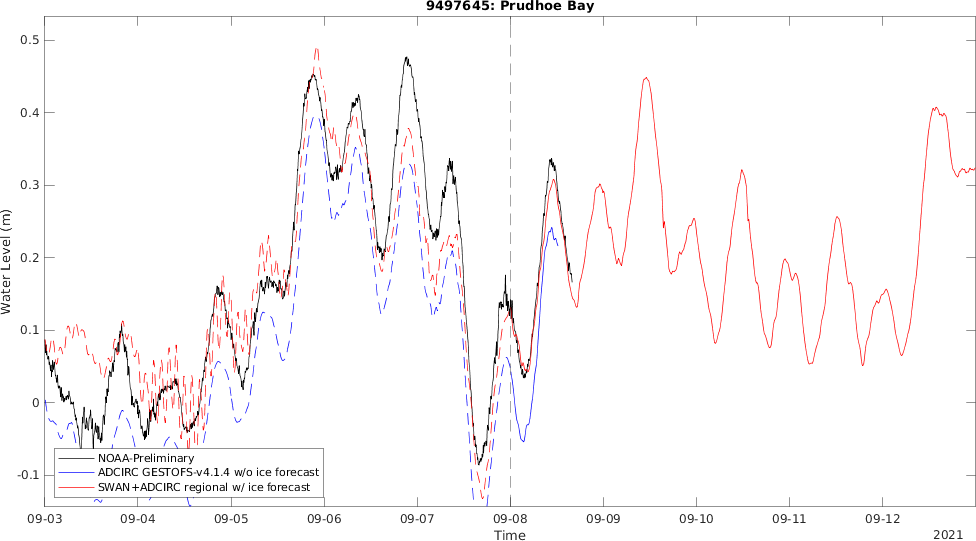 9497645: Prudhoe Bay
0.5
0.4
0.3
0.2
0.1
0
-0.1
Water Level (m)
NOAA-Preliminary
ADCIRC GESTOFS-v4.1.4 w/o ice forecast
SWAN+ADCIRC regional w/ ice forecast
09-03 09-04 09-05 09-06 09-07 09-08 09-09 09-10 09-11 09-12
Time
2021